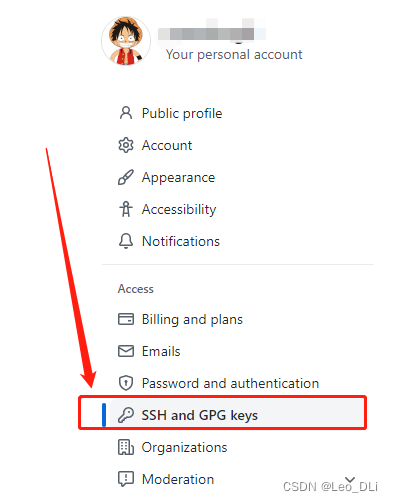 Your personal account
Public profile
Account
Appearance
Accessibility
Notifications
Access
Billing and plans
Emails
Password and authentication
SSH and GPG keys
Organizations
Moderation
CSDN @Leo_DLi